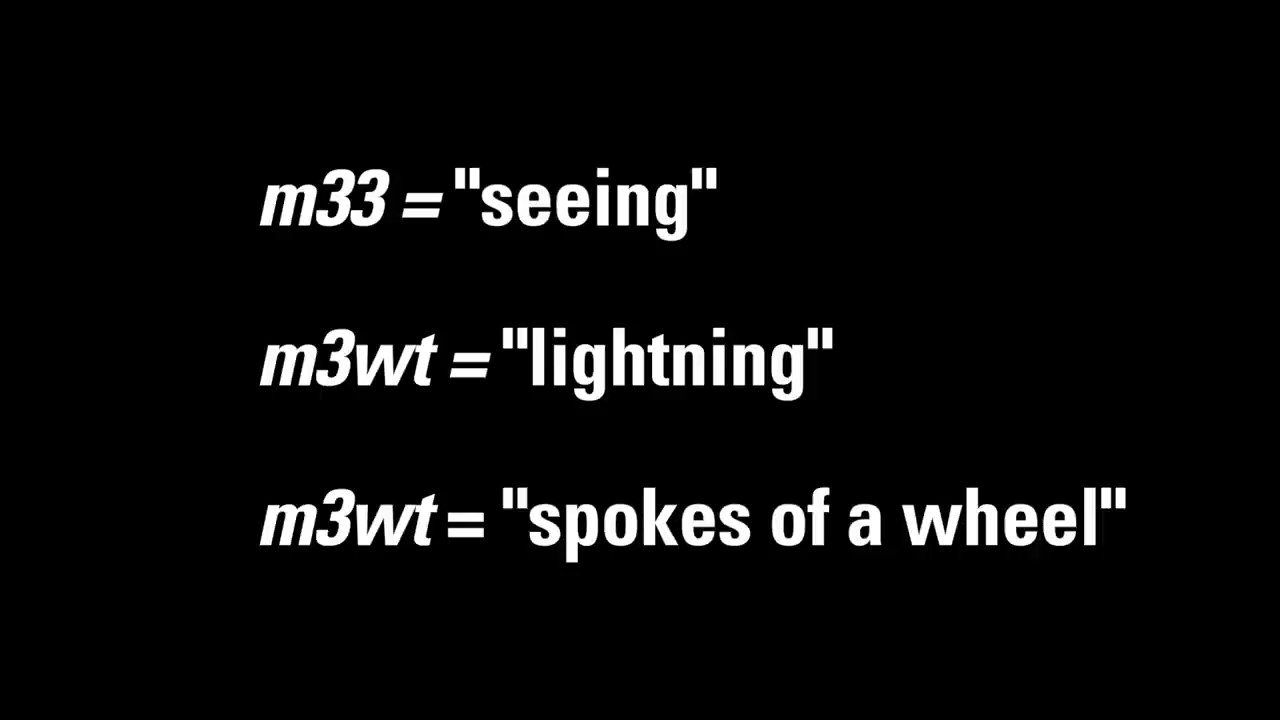 m33 = "seeing"
m3wt = "lightning"
m3wt = "spokes of a wheel"